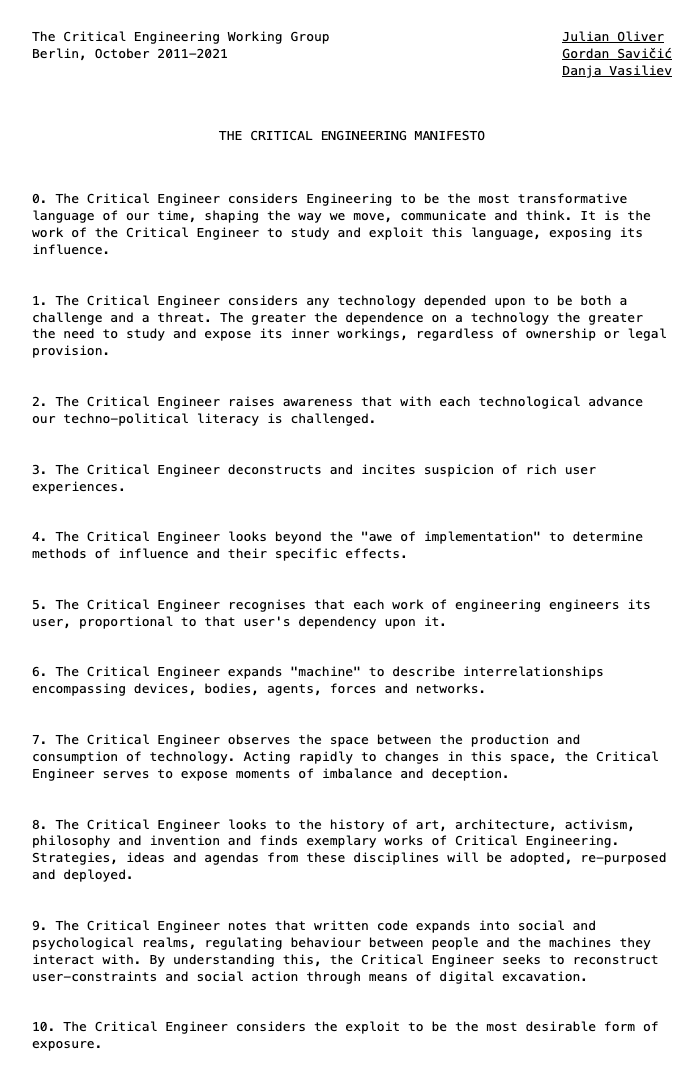 The Critical Engineering Working Group
Berlin, October 2011-2021
Julian Oliver
Gordan Savičić
Danja Vasiliev
THE CRITICAL ENGINEERING MANIFESTO
0. The Critical Engineer considers Engineering to be the most transformative
language of our time, shaping the way we move, communicate and think. It is the
work of the Critical Engineer to study and exploit this language, exposing its
influence.
1. The Critical Engineer considers any technology depended upon to be both a
challenge and a threat. The greater the dependence on a technology the greater
the need to study and expose its inner workings, regardless of ownership or legal
provision.
2. The Critical Engineer raises awareness that with each technological advance
our techno-political literacy is challenged.
3. The Critical Engineer deconstructs and incites suspicion of rich user
experiences.
4. The Critical Engineer looks beyond the "awe of implementation" to determine
methods of influence and their specific effects.
5. The Critical Engineer recognises that each work of engineering engineers its
user, proportional to that user's dependency upon it.
6. The Critical Engineer expands "machine" to describe interrelationships
encompassing devices, bodies, agents, forces and networks.
7. The Critical Engineer observes the space between the production and
consumption of technology. Acting rapidly to changes in this space, the Critical
Engineer serves to expose moments of imbalance and deception.
8. The Critical Engineer looks to the history of art, architecture, activism,
philosophy and invention and finds exemplary works of Critical Engineering.
Strategies, ideas and agendas from these disciplines will be adopted, re-purposed
and deployed.
9. The Critical Engineer notes that written code expands into social and
psychological realms, regulating behaviour between people and the machines they
interact with. By understanding this, the Critical Engineer seeks to reconstruct
user-constraints and social action through means of digital excavation.
10. The Critical Engineer considers the exploit to be the most desirable form of
exposure.